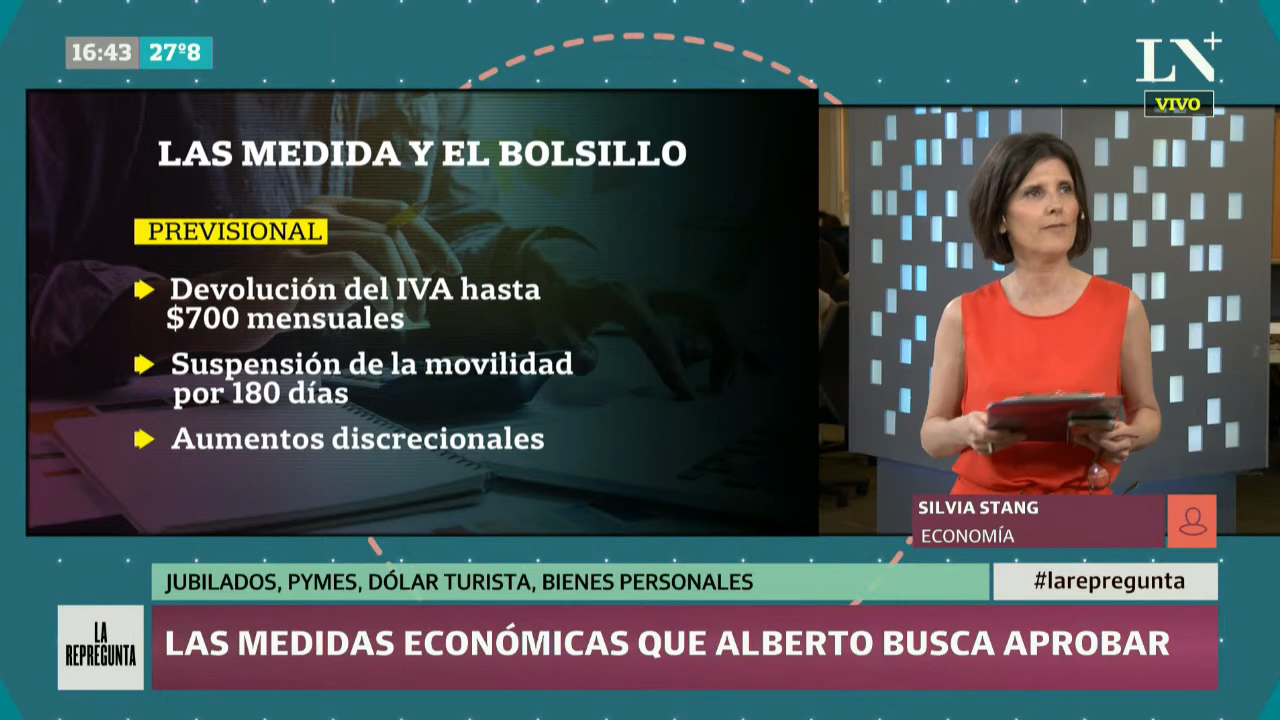 16:43 27º8
LN+
VIVO
LAS MEDIDA Y EL BOLSILLO
PREVISIONAL
Devolución del IVA hasta
$700 mensuales
Suspensión de la movilidad
por 180 días
Aumentos discrecionales
SILVIA STANG
ECONOMÍA
JUBILADOS, PYMES, DÓLAR TURISTA, BIENES PERSONALES
#larepregunta
LA
REPREGUNTA
LAS MEDIDAS ECONÓMICAS QUE ALBERTO BUSCA APROBAR